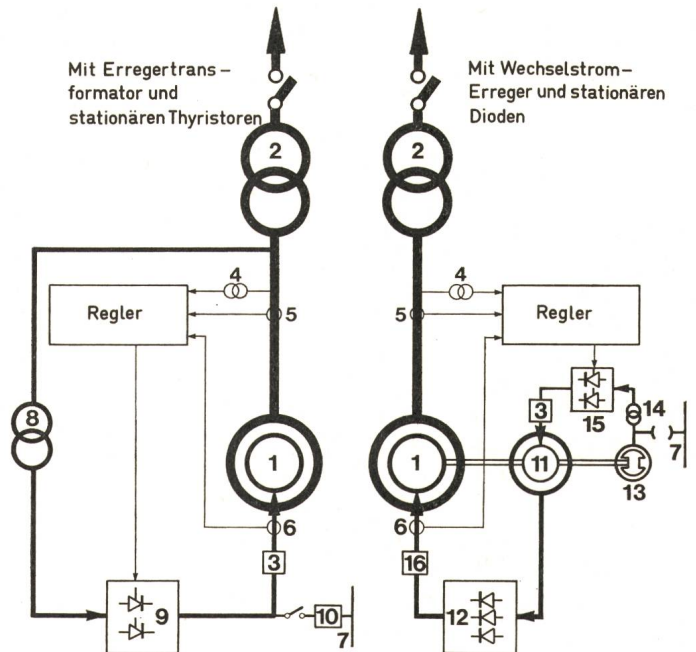 Mit Erregertrans-
formator und
stationären Thyristoren
Mit Wechselstrom-
Erreger und stationären
Dioden
2
2
4
4
Regler
5
5
Regler
3
14
15
7
8
1
1
11
13
6
6
3
16
9
10
7
12